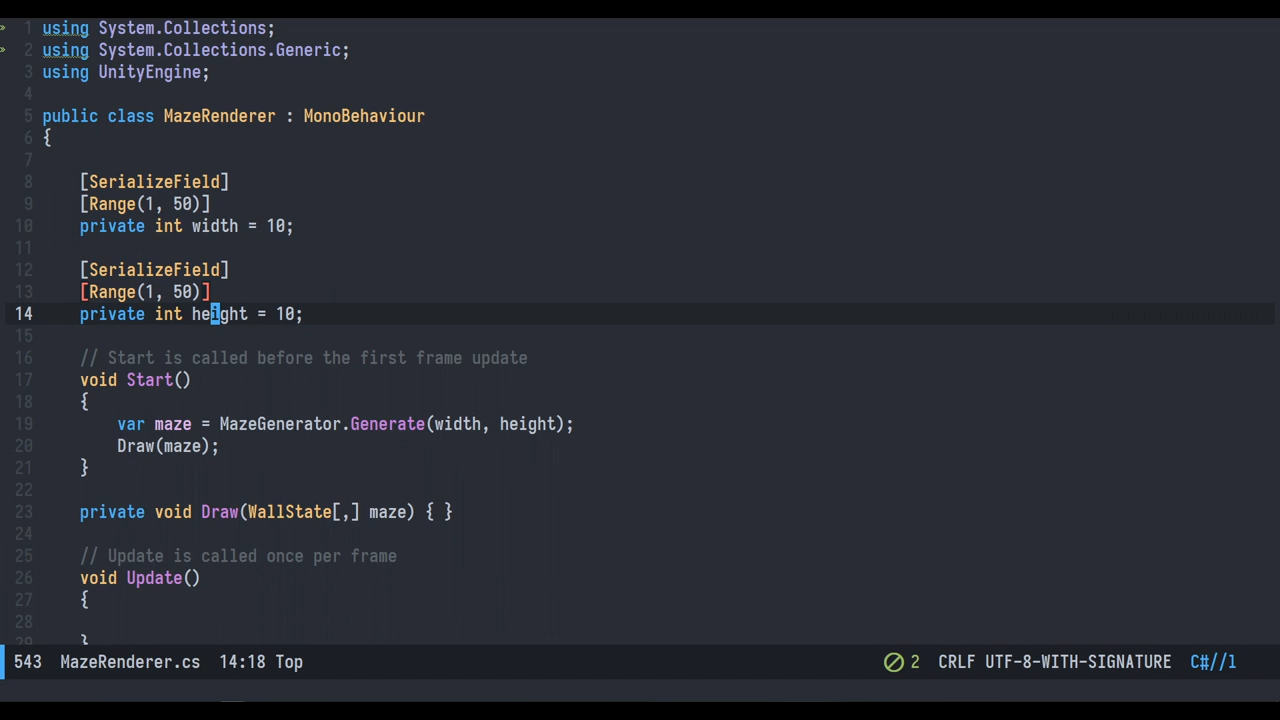 » 1 using System.Collections;
» 2 using System.Collections.Generic;
3 using UnityEngine;
4
5 public class MazeRenderer : MonoBehaviour
6 {
7
8     [SerializeField]
9     [Range(1, 50)]
10     private int width = 10;
11
12     [SerializeField]
13     [Range(1, 50)]
14     private int height = 10;
15
16     // Start is called before the first frame update
17     void Start()
18     {
19         var maze = MazeGenerator.Generate(width, height);
20         Draw(maze);
21     }
22
23     private void Draw(WallState[,] maze) { }
24
25     // Update is called once per frame
26     void Update()
27     {
28
29     }
543 MazeRenderer.cs 14:18 Top 2 CRLF UTF-8-WITH-SIGNATURE C#//l